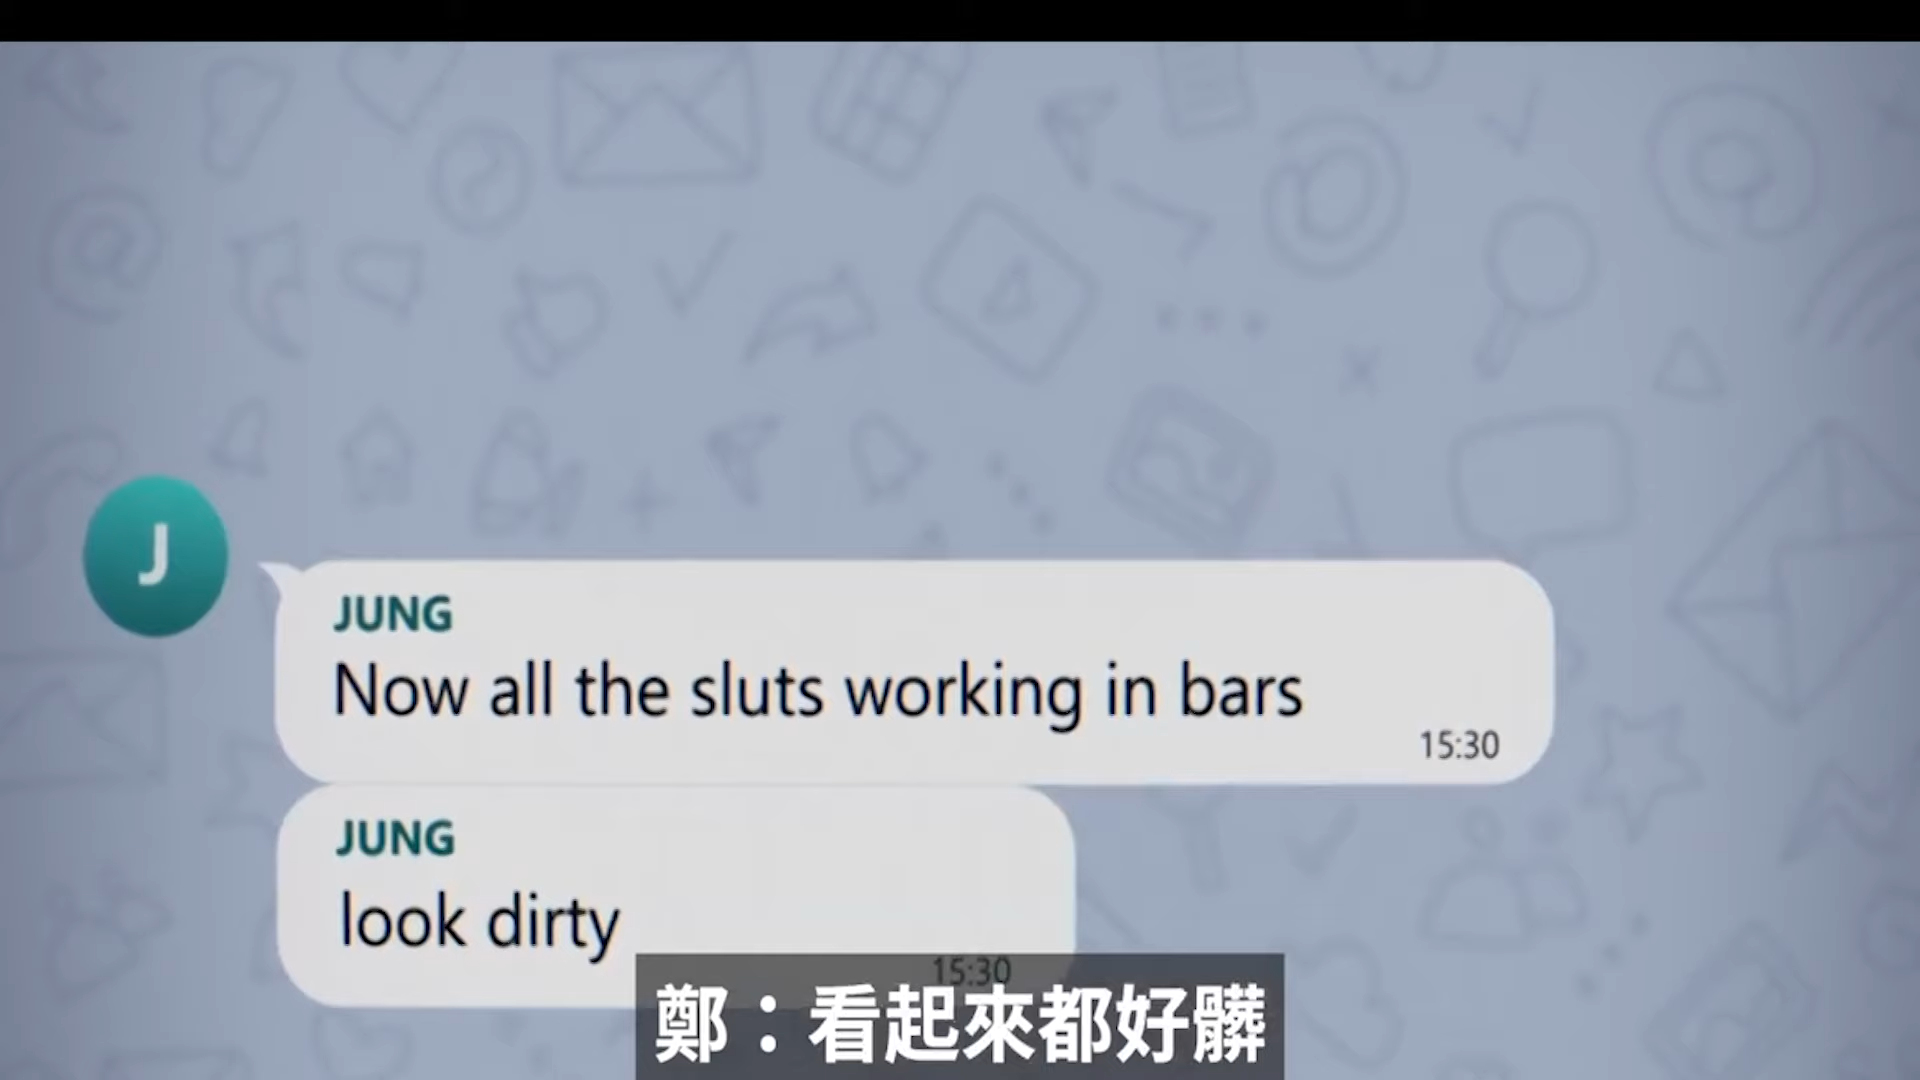 J
JUNG
Now all the sluts working in bars
15:30
JUNG
look dirty
15:30
鄭：看起來都好髒